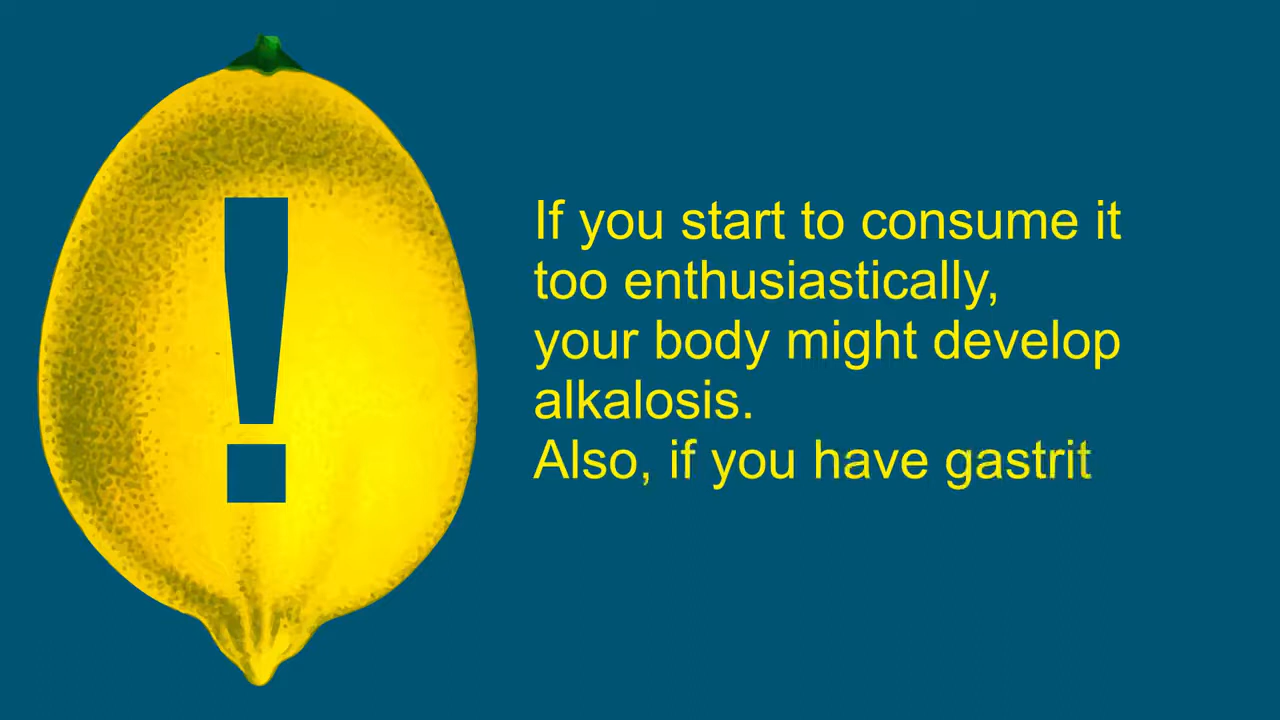 !
If you start to consume it
too enthusiastically,
your body might develop
alkalosis.
Also, if you have gastrit